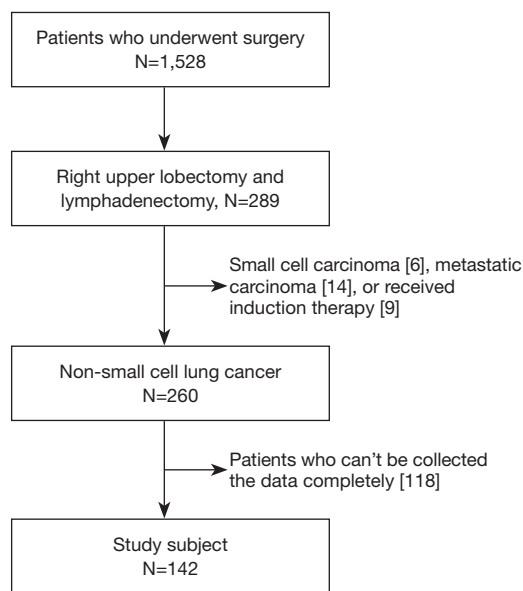 Patients who underwent surgery
N=1,528
Right upper lobectomy and
lymphadenectomy, N=289
Small cell carcinoma [6], metastatic
carcinoma [14], or received
induction therapy [9]
Non-small cell lung cancer
N=260
Patients who can't be collected
the data completely [118]
Study subject
N=142